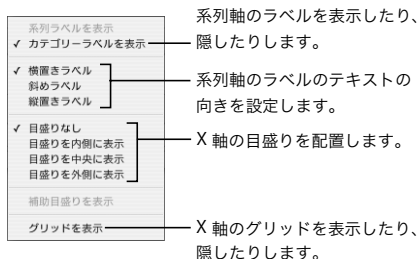 系列ラベルを表示
✓ カテゴリーラベルを表示
✓ 横置きラベル
斜めラベル
縦置きラベル
✓ 目盛りなし
目盛りを内側に表示
目盛りを中央に表示
目盛りを外側に表示
補助目盛りを表示
グリッドを表示
系列軸のラベルを表示したり、
隠したりします。
系列軸のラベルのテキストの
向きを設定します。
X 軸の目盛りを配置します。
X 軸のグリッドを表示したり、
隠したりします。